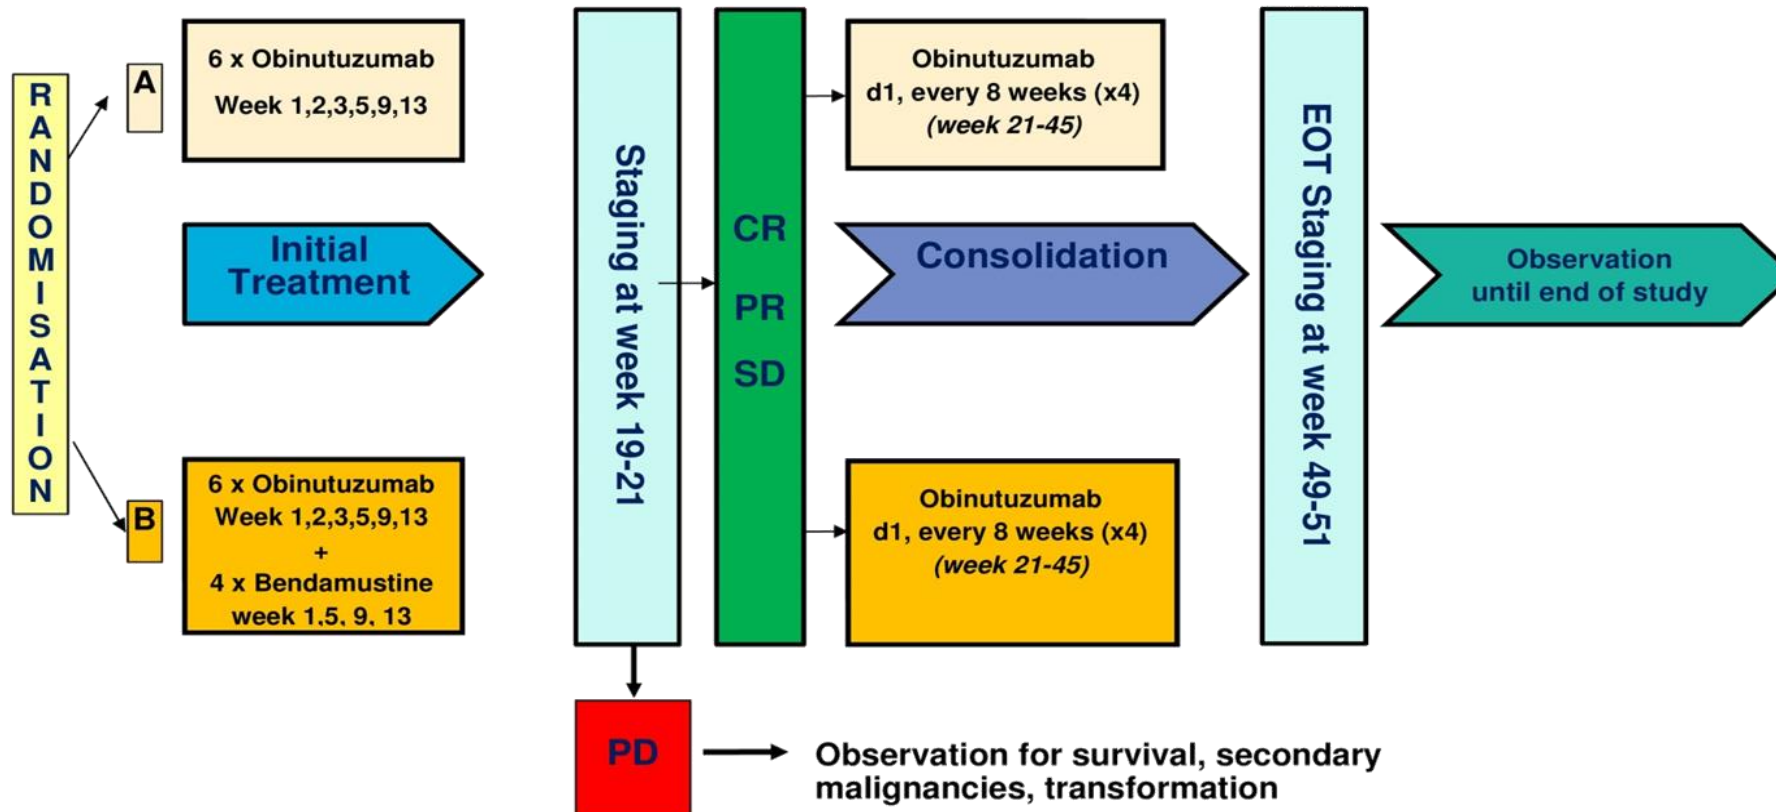 RANDOMISATION
A
6 x Obinutuzumab
Week 1,2,3,5,9,13
Initial
Treatment
B
6 x Obinutuzumab
Week 1,2,3,5,9,13
+
4 x Bendamustine
week 1,5, 9, 13
Staging at week 19-21
CR
PR
SD
Obinutuzumab
d1, every 8 weeks (x4)
(week 21-45)
Consolidation
Obinutuzumab
d1, every 8 weeks (x4)
(week 21-45)
EOT Staging at week 49-51
Observation
until end of study
PD
Observation for survival, secondary
malignancies, transformation